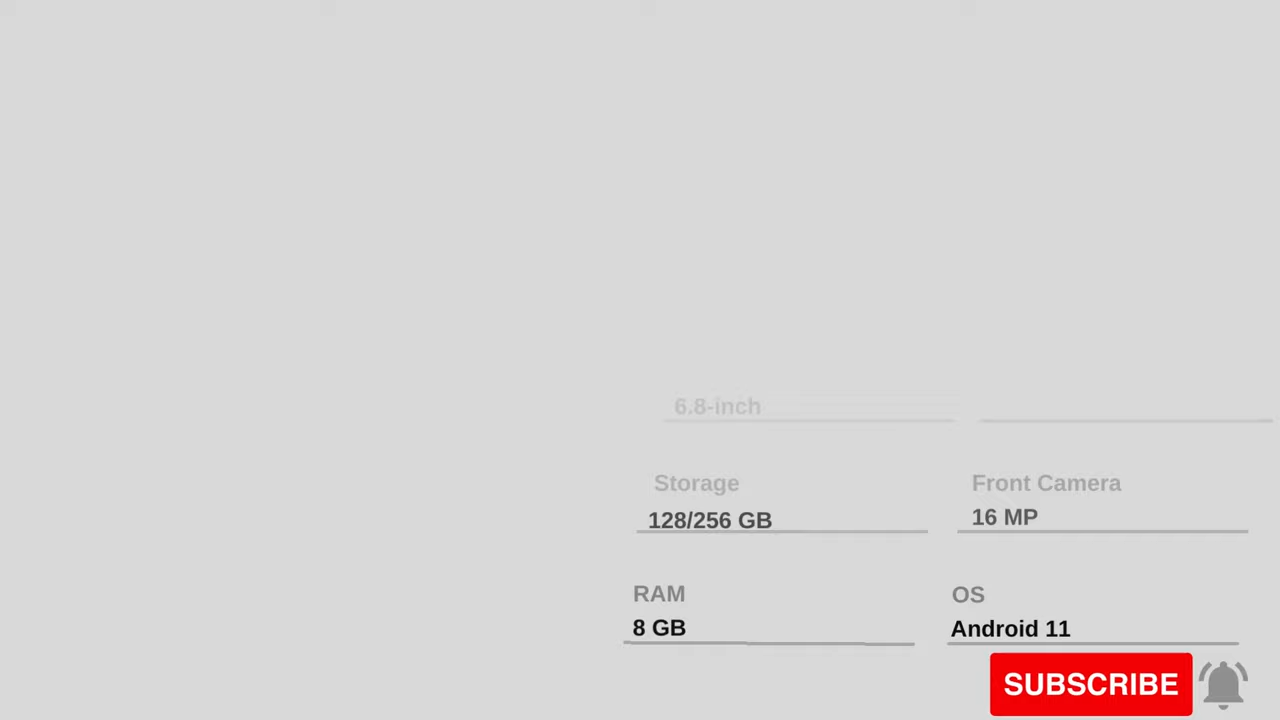 6.8-inch
Storage
128/256 GB
Front Camera
16 MP
RAM
8 GB
OS
Android 11
SUBSCRIBE